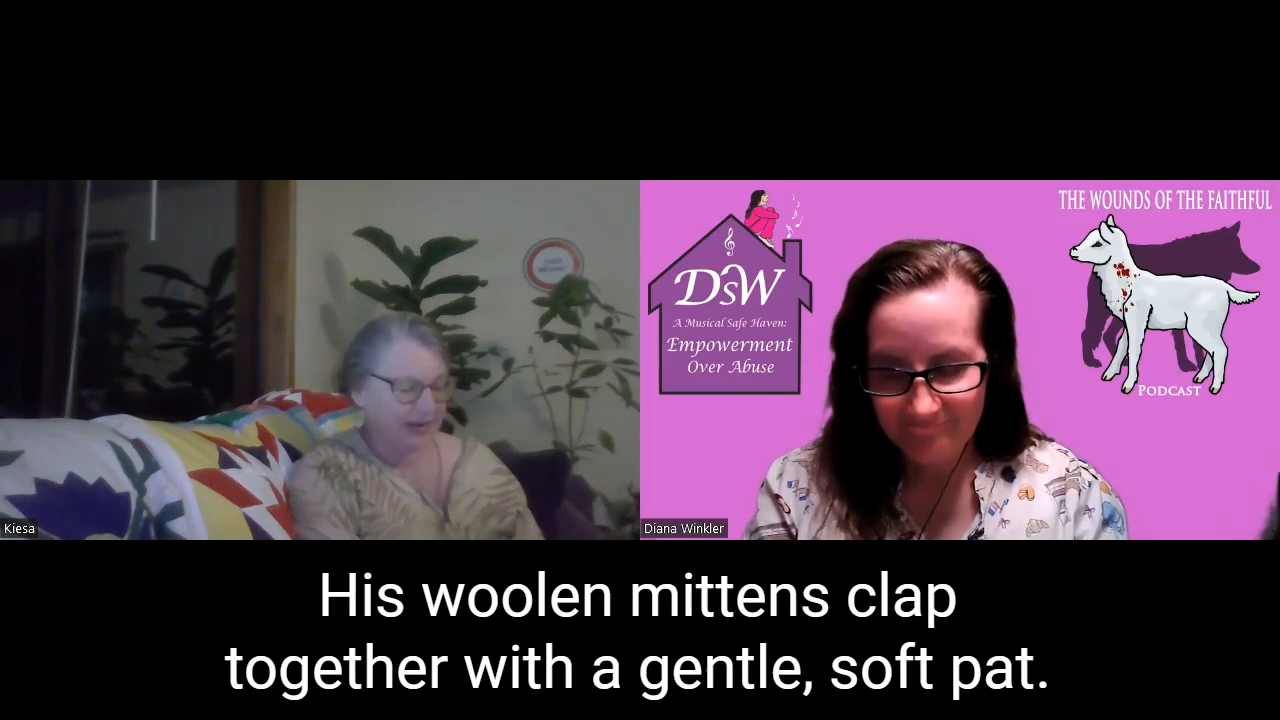 THE WOUNDS OF THE FAITHFUL
DSW
A Musical Safe Haven:
Empowerment
Over Abuse
PODCAST
Kiesa
Diana Winkler
His woolen mittens clap
together with a gentle, soft pat.